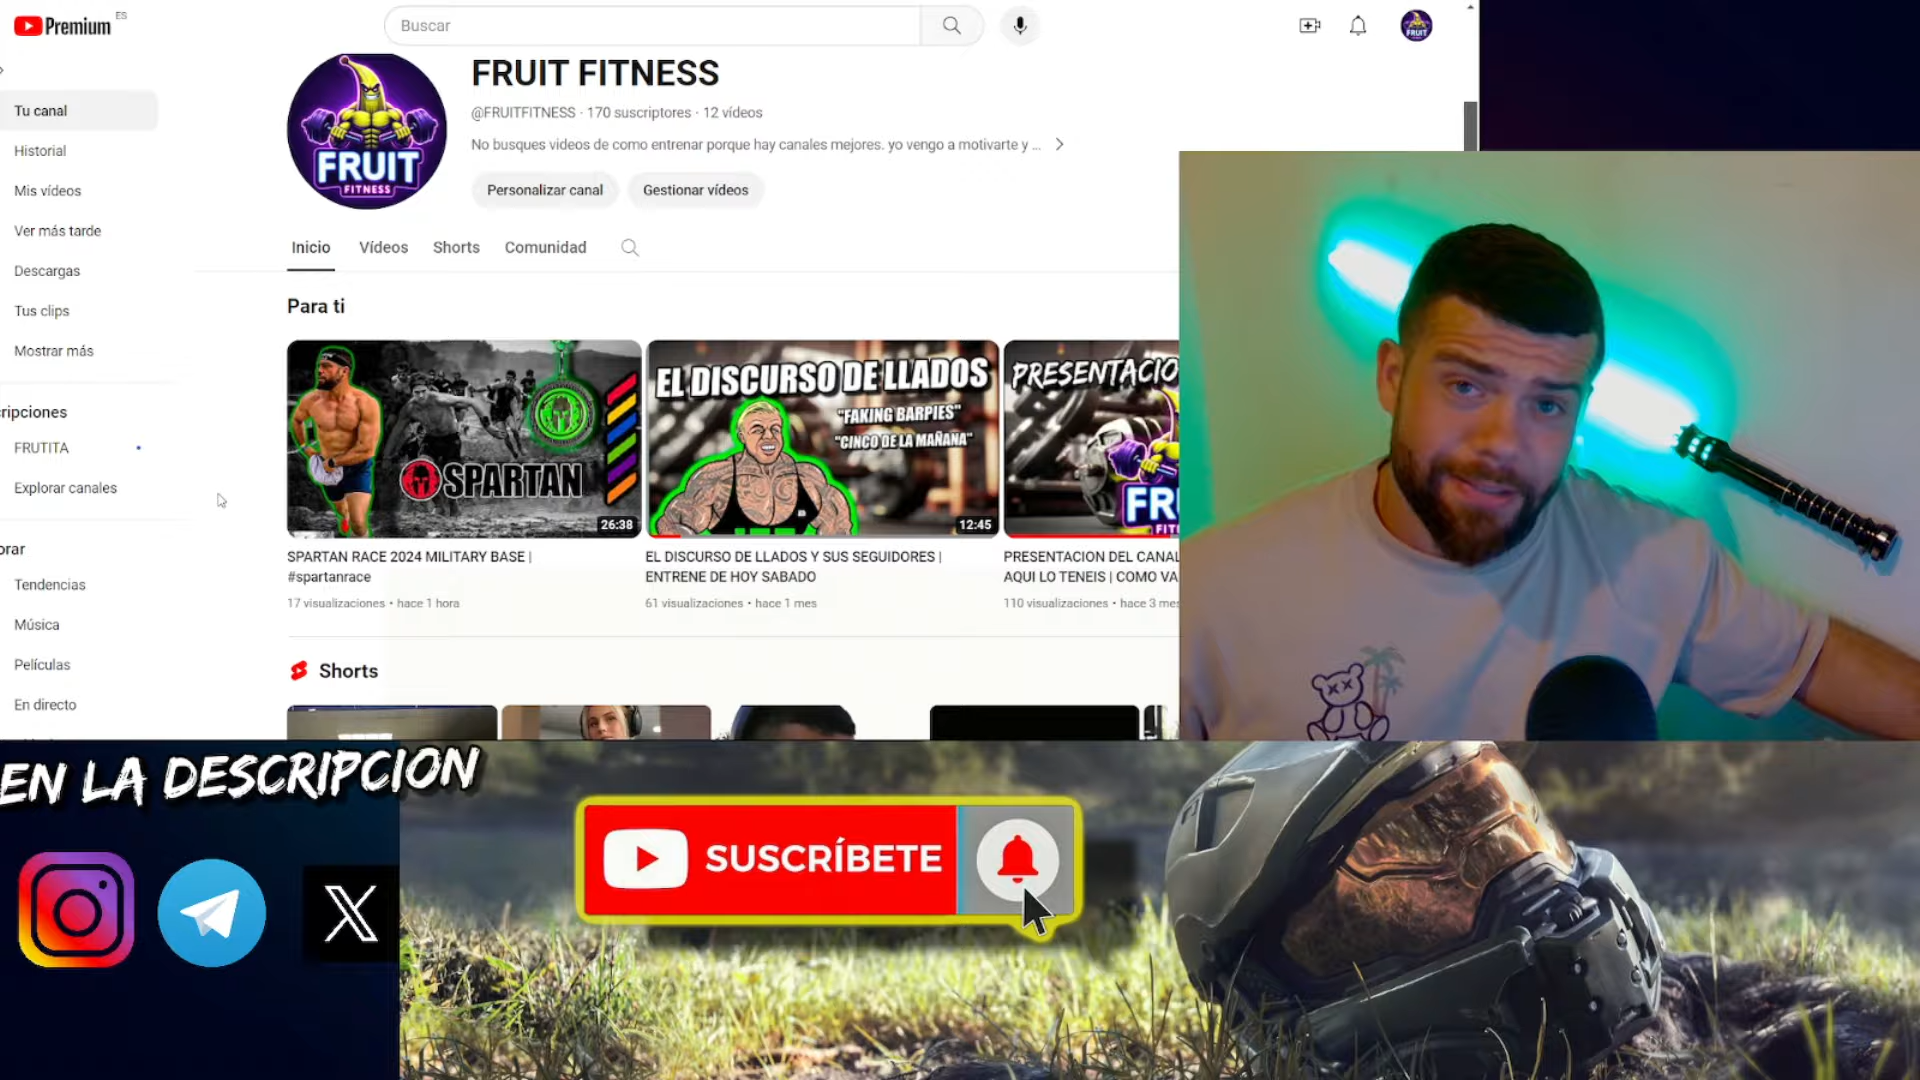 Premium ES
Buscar
FRUIT
FRUIT FITNESS
@FRUITFITNESS · 170 suscriptores · 12 vídeos
No busques videos de como entrenar porque hay canales mejores. yo vengo a motivarte y ...
Personalizar canal
Gestionar vídeos
FRUIT
FITNESS
Tu canal
Historial
Mis vídeos
Ver más tarde
Descargas
Tus clips
Mostrar más
cripciones
FRUTITA
Explorar canales
orar
Tendencias
Música
Películas
En directo
Inicio
Vídeos
Shorts
Comunidad
Para ti
SPARTAN
26:38
SPARTAN RACE 2024 MILITARY BASE |
#spartanrace
17 visualizaciones • hace 1 hora
EL DISCURSO DE LLADOS
"FAKING BARPIES"
"CINCO DE LA MAÑANA"
12:45
EL DISCURSO DE LLADOS Y SUS SEGUIDORES |
ENTRENE DE HOY SABADO
61 visualizaciones • hace 1 mes
PRESENTACIO
FRU
FIT
PRESENTACION DEL CANAL
AQUI LO TENEIS | COMO VA
110 visualizaciones • hace 3 mes
Shorts
EN LA DESCRIPCION
SUSCRÍBETE